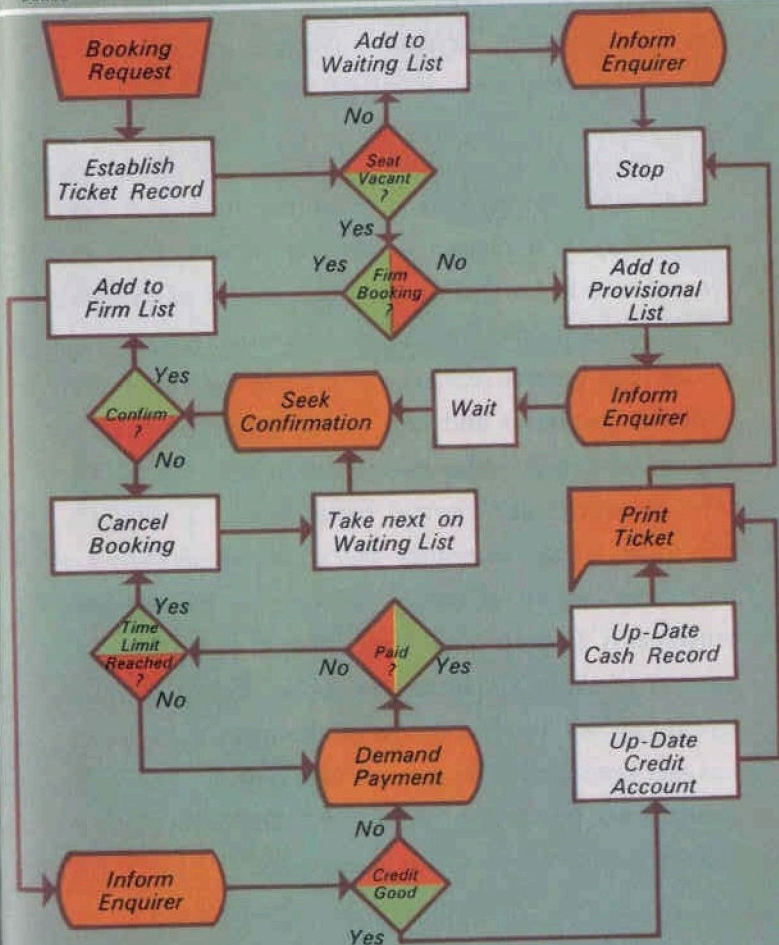 Booking
Request
Add to
Waiting List
Inform
Enquirer
No
Establish
Ticket Record
Seat
Vacant
?
Stop
Yes
Add to
Firm List
Yes
Firm
Booking
?
No
Add to
Provisional
List
Yes
Confirm
?
No
Seek
Confirmation
Wait
Inform
Enquirer
Cancel
Booking
Take next on
Waiting List
Print
Ticket
Yes
Time
Limit
Reached
?
No
No
Paid
?
Yes
Up-Date
Cash Record
Demand
Payment
Up-Date
Credit
Account
No
Inform
Enquirer
Credit
Good
Yes